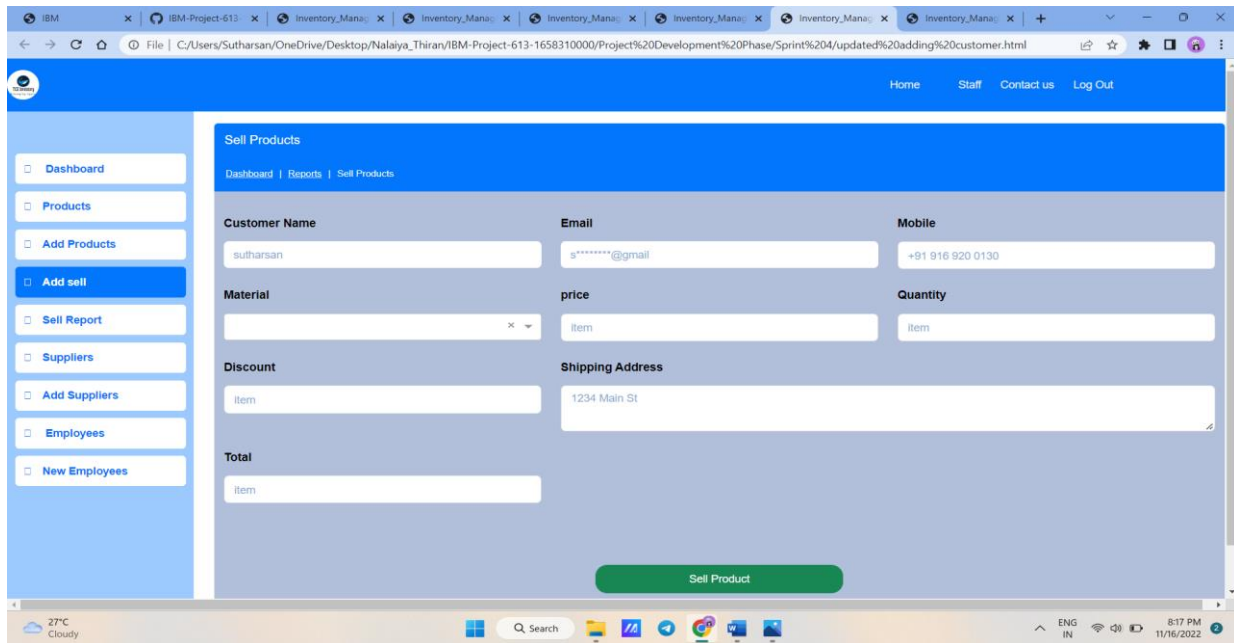 IBM
IBM-Project-613-
Inventory_Manag
Inventory_Manag
Inventory_Manag
Inventory_Manag
Inventory_Manag
Inventory_Manag
File | C:/Users/Sutharsan/OneDrive/Desktop/Nalaiya_Thiran/IBM-Project-613-1658310000/Project%20Development%20Phase/Sprint%204/updated%20adding%20customer.html
Home Staff Contact us Log Out
Sell Products
Dashboard | Reports | Sell Products
Dashboard
Products
Add Products
Add sell
Sell Report
Suppliers
Add Suppliers
Employees
New Employees
Customer Name Email Mobile
sutharsan s********@gmail +91 916 920 0130
Material price Quantity
item item
Discount Shipping Address
item 1234 Main St
Total
item
Sell Product
27°C
Cloudy
Search
ENG
IN
8:17 PM
11/16/2022
2